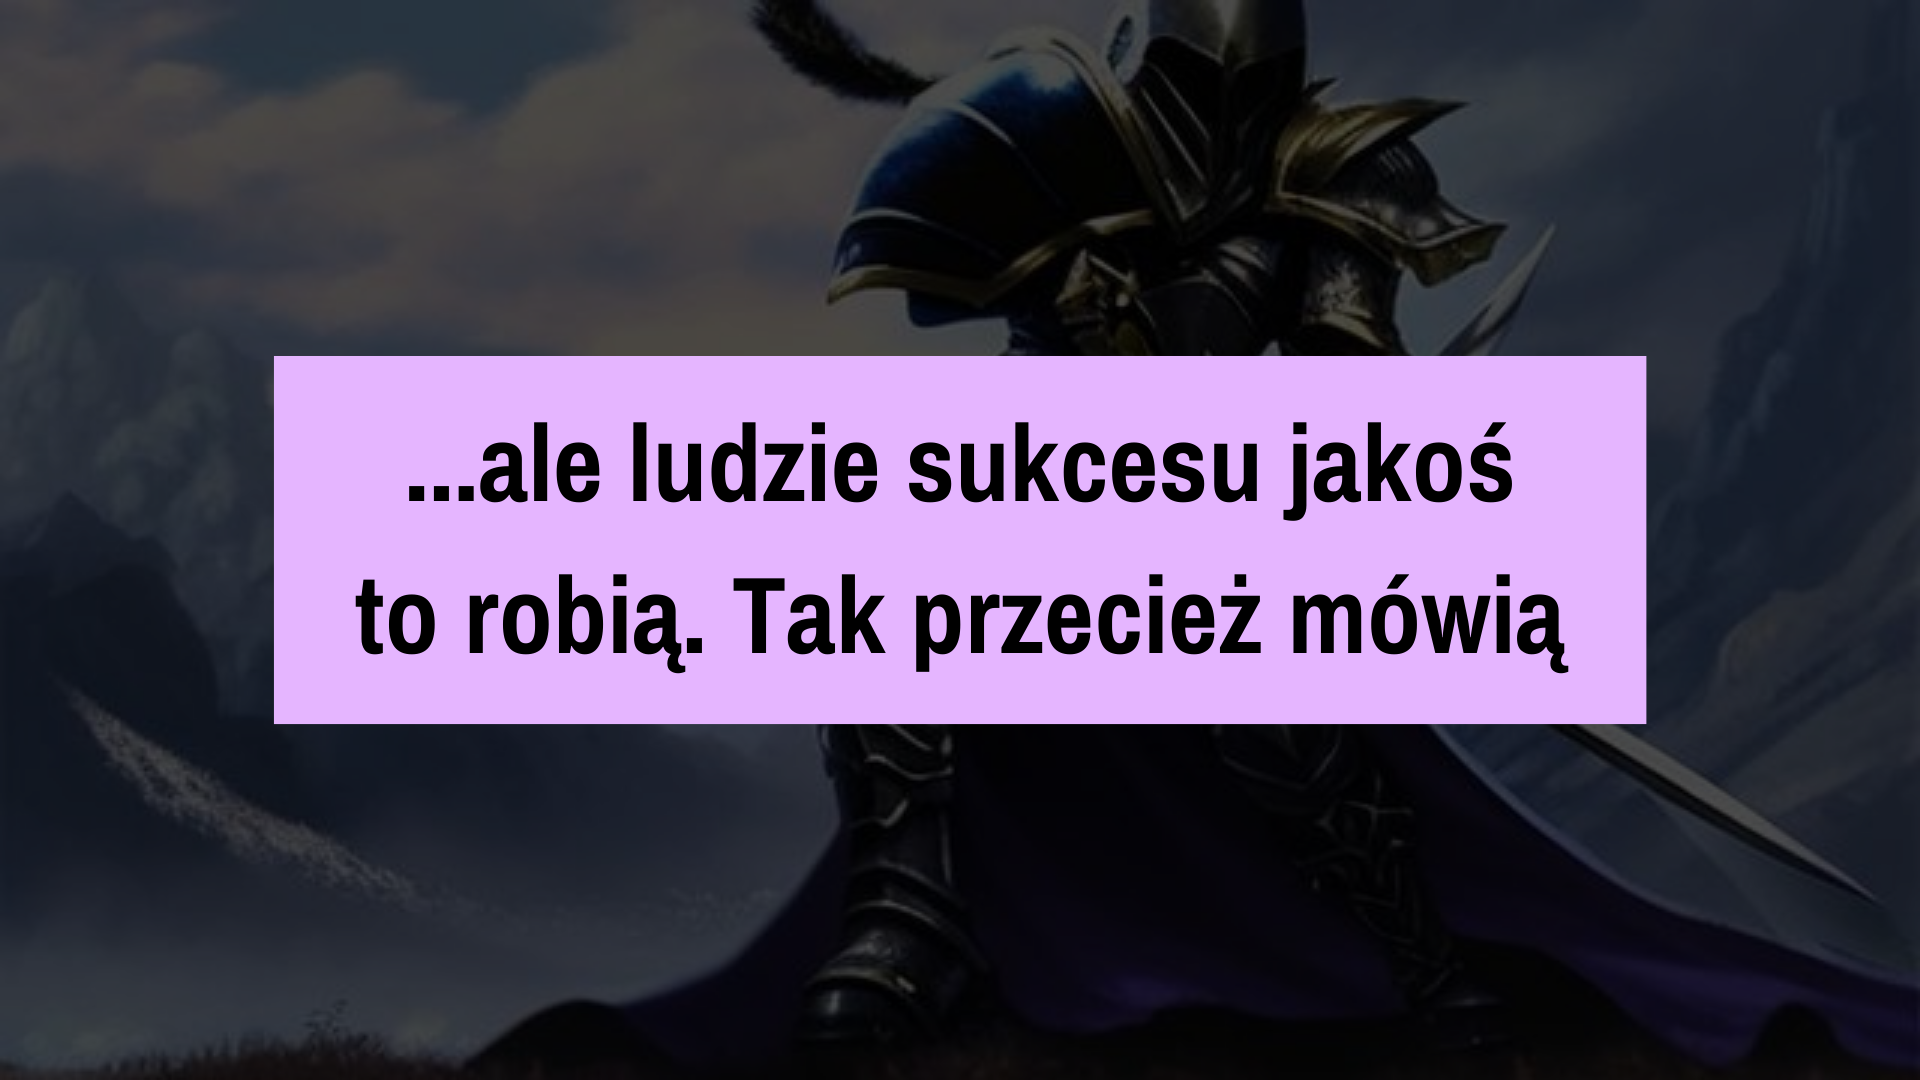 ...ale ludzie sukcesu jakoś
to robią. Tak przecież mówią